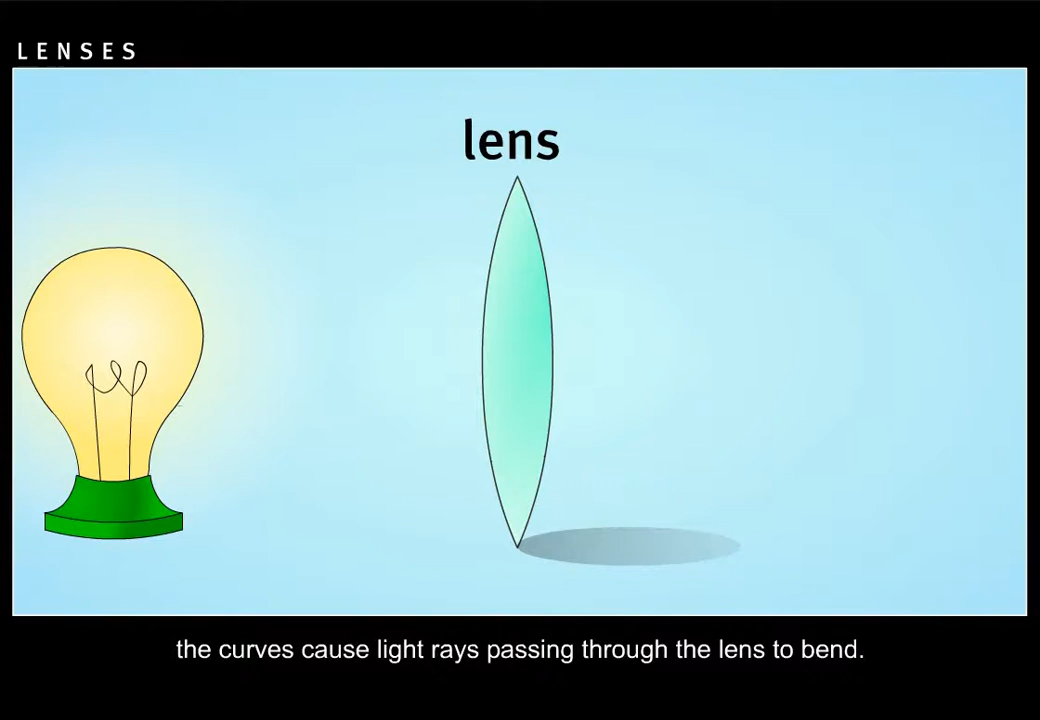 LENSES
lens
the curves cause light rays passing through the lens to bend.